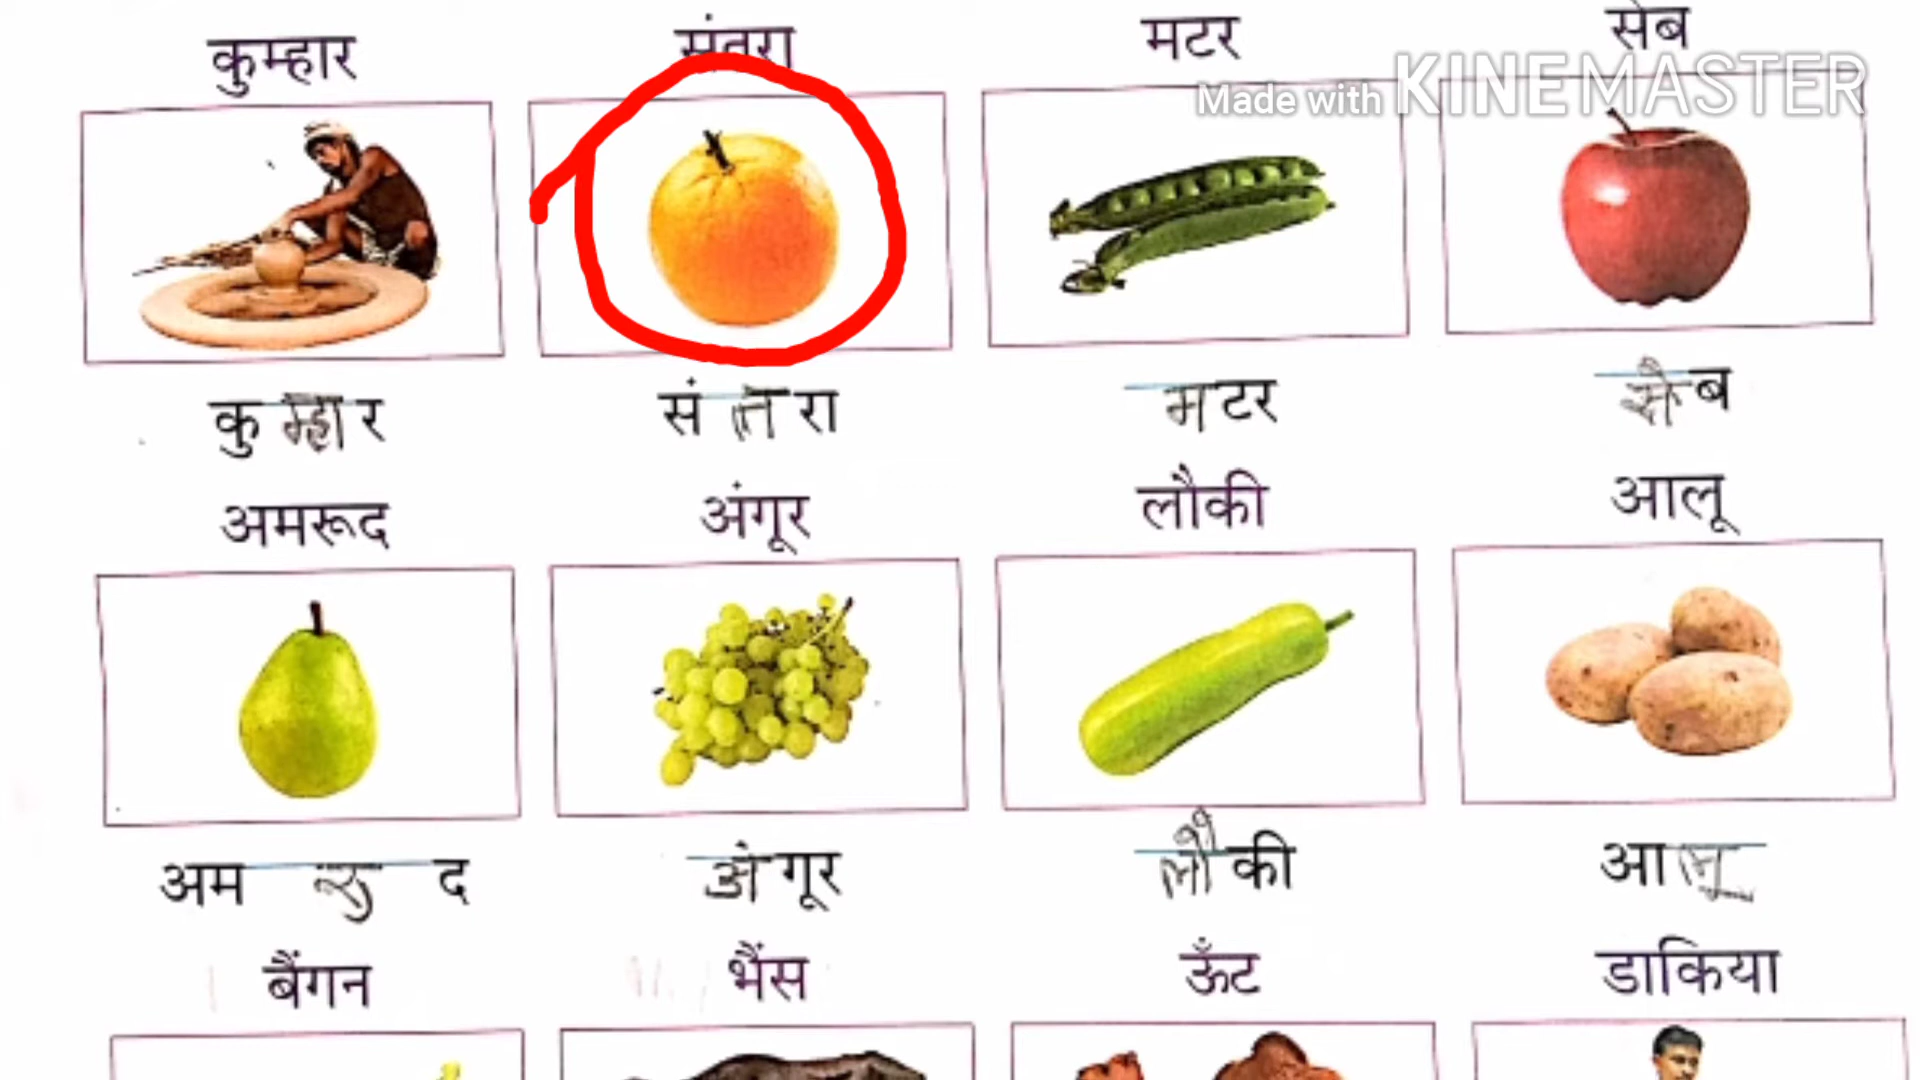 कुम्हार संतरा मटर सेब
Made with KINEMASTER
कु म्हा र सं त रा मटर सैब
अमरूद अंगूर लौकी आलू
अम रु द अंगूर लौकी आलू
बैंगन भैंस ऊँट डाकिया